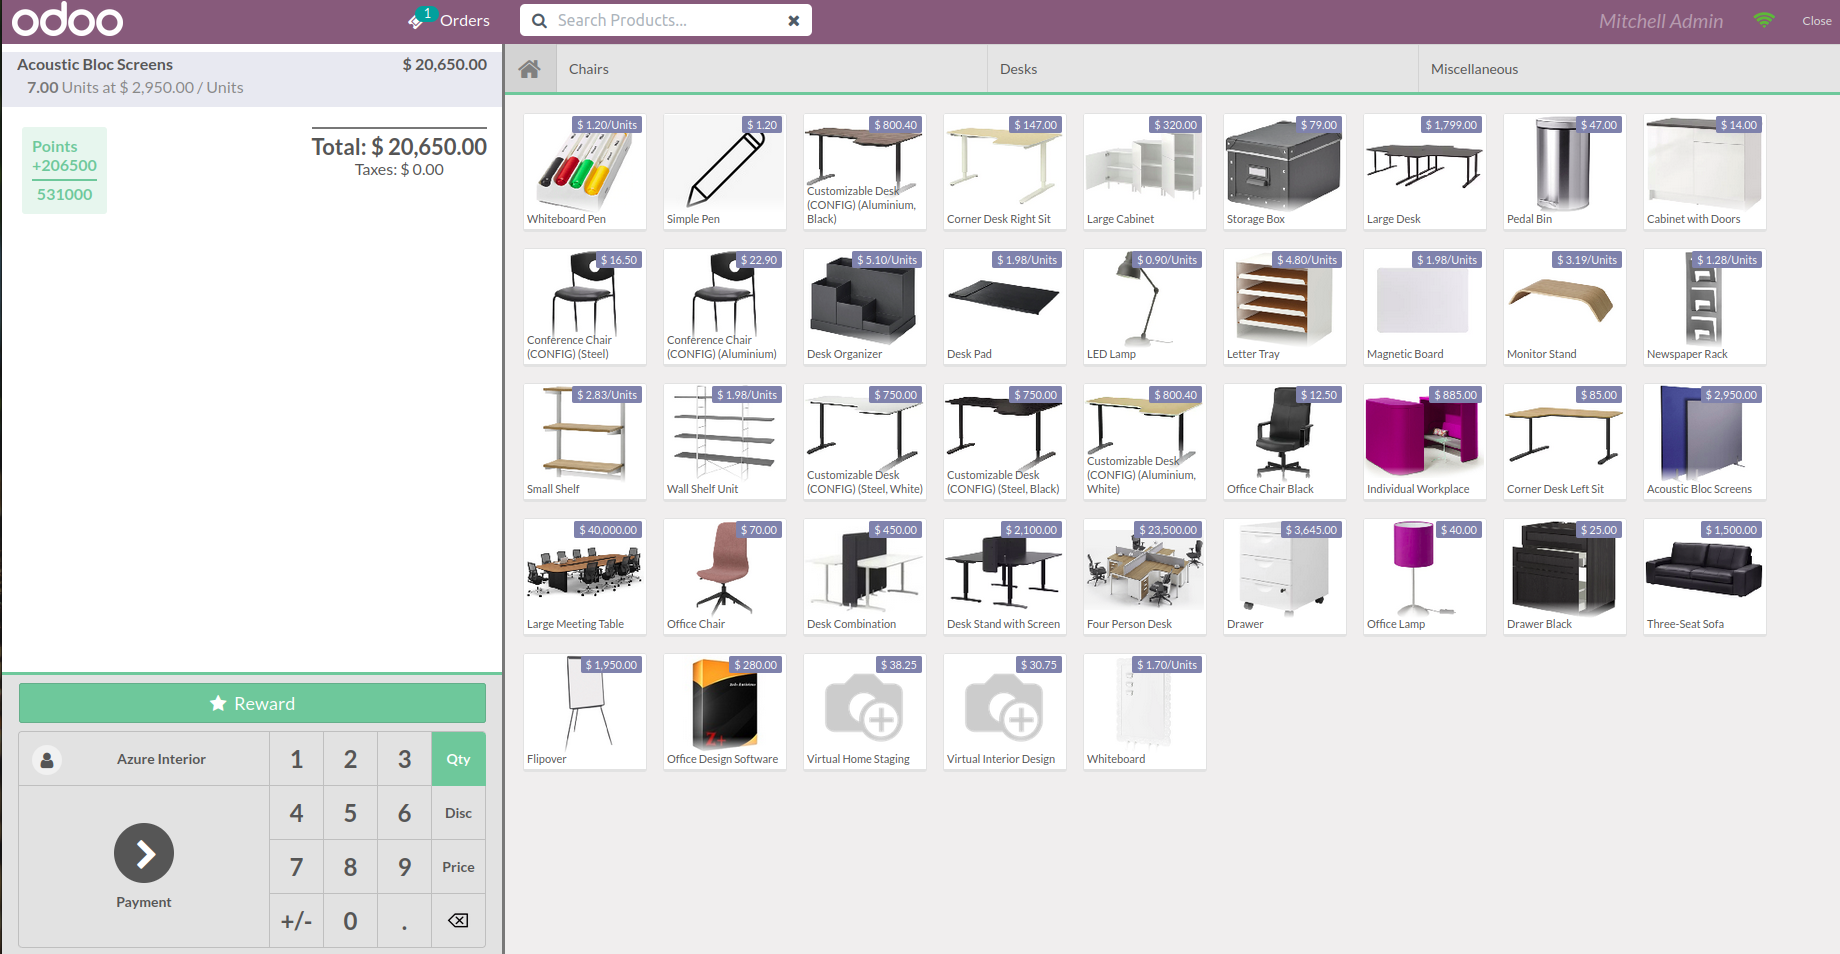 odoo
1
Orders
Search Products...
Mitchell Admin
Close
Acoustic Bloc Screens $ 20,650.00
7.00 Units at $ 2,950.00 / Units
Points
+206500
531000
Total: $ 20,650.00
Taxes: $ 0.00
Reward
Azure Interior
1 2 3 Qty
4 5 6 Disc
7 8 9 Price
+/- 0 .
Payment
Chairs
Desks
Miscellaneous
$ 1.20/Units
Whiteboard Pen
$ 1.20
Simple Pen
$ 800.40
Customizable Desk
(CONFIG) (Aluminium,
Black)
$ 147.00
Corner Desk Right Sit
$ 320.00
Large Cabinet
$ 79.00
Storage Box
$ 1,799.00
Large Desk
$ 47.00
Pedal Bin
$ 14.00
Cabinet with Doors
$ 16.50
Conference Chair
(CONFIG) (Steel)
$ 22.90
Conference Chair
(CONFIG) (Aluminium)
$ 5.10/Units
Desk Organizer
$ 1.98/Units
Desk Pad
$ 0.90/Units
LED Lamp
$ 4.80/Units
Letter Tray
$ 1.98/Units
Magnetic Board
$ 3.19/Units
Monitor Stand
$ 1.28/Units
Newspaper Rack
$ 2.83/Units
Small Shelf
$ 1.98/Units
Wall Shelf Unit
$ 750.00
Customizable Desk
(CONFIG) (Steel, White)
$ 750.00
Customizable Desk
(CONFIG) (Steel, Black)
$ 800.40
Customizable Desk
(CONFIG) (Aluminium,
White)
$ 12.50
Office Chair Black
$ 885.00
Individual Workplace
$ 85.00
Corner Desk Left Sit
$ 2,950.00
Acoustic Bloc Screens
$ 40,000.00
Large Meeting Table
$ 70.00
Office Chair
$ 450.00
Desk Combination
$ 2,100.00
Desk Stand with Screen
$ 23,500.00
Four Person Desk
$ 3,645.00
Drawer
$ 40.00
Office Lamp
$ 25.00
Drawer Black
$ 1,500.00
Three-Seat Sofa
$ 1,950.00
Flipover
$ 280.00
Z+
Office Design Software
$ 38.25
Virtual Home Staging
$ 30.75
Virtual Interior Design
$ 1.70/Units
Whiteboard